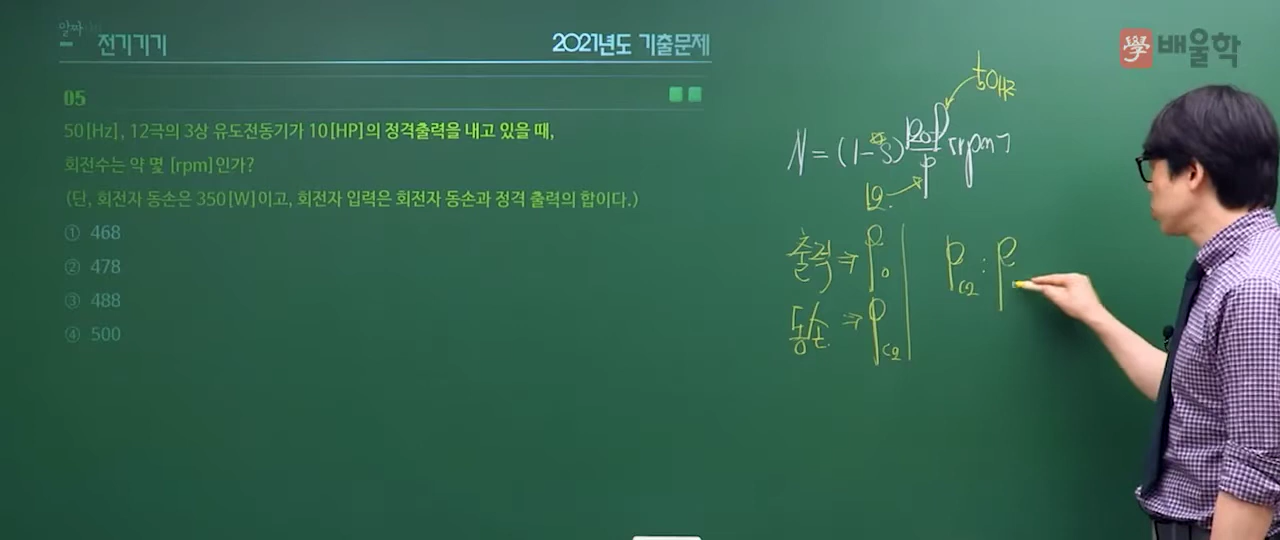 알짜
전기기기
2021년도 기출문제
學 배울학
05
50[Hz], 12극의 3상 유도전동기가 10[HP]의 정격출력을 내고 있을 때,
회전수는 약 몇 [rpm]인가?
(단, 회전자 동손은 350[W]이고, 회전자 입력은 회전자 동손과 정격 출력의 합이다.)
① 468
② 478
③ 488
④ 500
50Hz
N = (1-s) 120f/p [rpm]
12
출력 ⇒ P0
동손 ⇒ Pc2
Pc2 : P